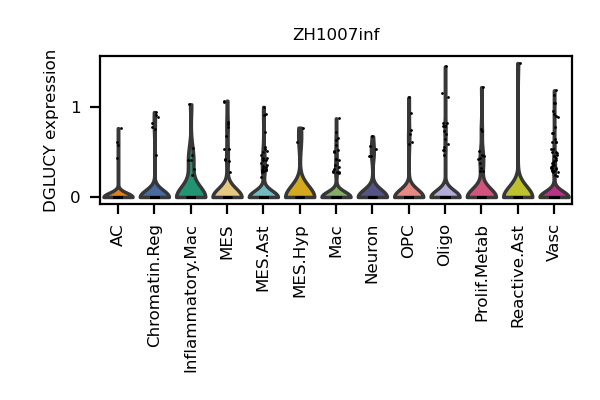 ZH1007inf
DGLUCY expression
1
0
AC
Chromatin.Reg
Inflammatory.Mac
MES
MES.Ast
MES.Hyp
Mac
Neuron
OPC
Oligo
Prolif.Metab
Reactive.Ast
Vasc